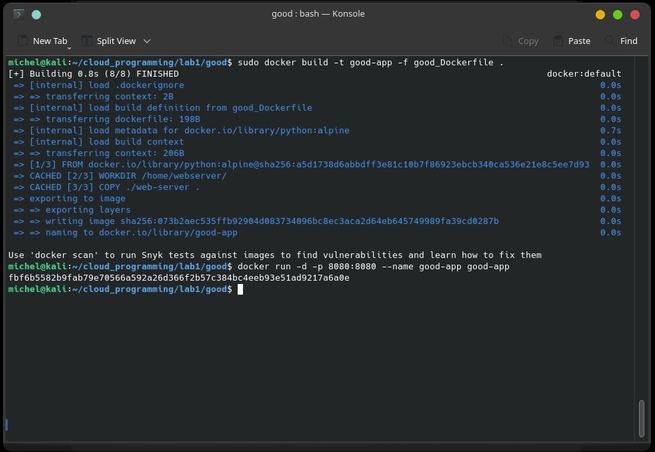 good : bash — Konsole
New Tab
Split View
Copy
Paste
Find
michel@kali:~/cloud_programming/lab1/good$ sudo docker build -t good-app -f good_Dockerfile .
[+] Building 0.8s (8/8) FINISHED docker:default
=> [internal] load .dockerignore 0.0s
=> => transferring context: 2B 0.0s
=> [internal] load build definition from good_Dockerfile 0.0s
=> => transferring dockerfile: 198B 0.0s
=> [internal] load metadata for docker.io/library/python:alpine 0.7s
=> [internal] load build context 0.0s
=> => transferring context: 206B 0.0s
=> [1/3] FROM docker.io/library/python:alpine@sha256:a5d1738d6abbdff3e81c10b7f86923ebcb340ca536e21e8c5ee7d93 0.0s
=> CACHED [2/3] WORKDIR /home/webserver/ 0.0s
=> CACHED [3/3] COPY ./web-server . 0.0s
=> exporting to image 0.0s
=> => exporting layers 0.0s
=> => writing image sha256:073b2aec535ffb92904d083734096bc8ec3aca2d64eb645749989fa39cd0287b 0.0s
=> => naming to docker.io/library/good-app 0.0s
Use 'docker scan' to run Snyk tests against images to find vulnerabilities and learn how to fix them
michel@kali:~/cloud_programming/lab1/good$ docker run -d -p 8080:8080 --name good-app good-app
fbf6b5582b9fab79e70566a592a26d366f2b57c384bc4eeb93e51ad9217a6a0e
michel@kali:~/cloud_programming/lab1/good$